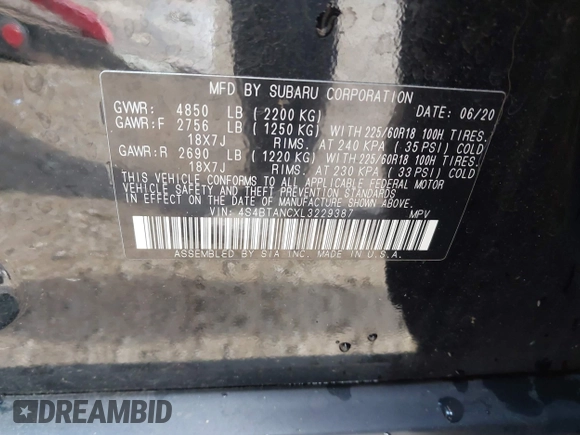 MFD BY SUBARU CORPORATION
GVWR: 4850 LB ( 2200 KG) DATE: 06/20
GAWR:F 2756 LB ( 1250 KG) WITH 225/60R18 100H TIRES.
18X7J RIMS. AT 240 KPA ( 35 PSI) COLD
GAWR:R 2690 LB ( 1220 KG) WITH 225/60R18 100H TIRES.
18X7J RIMS. AT 230 KPA ( 33 PSI) COLD
THIS VEHICLE CONFORMS TO ALL APPLICABLE FEDERAL MOTOR
VEHICLE SAFETY AND THEFT PREVENTION STANDARDS
IN EFFECT ON THE DATE OF MANUFACTURE SHOWN ABOVE.
VIN: 4S4BTANCXL3229387 MPV
ASSEMBLED BY SIA INC. MADE IN U.S.A.
DREAMBID